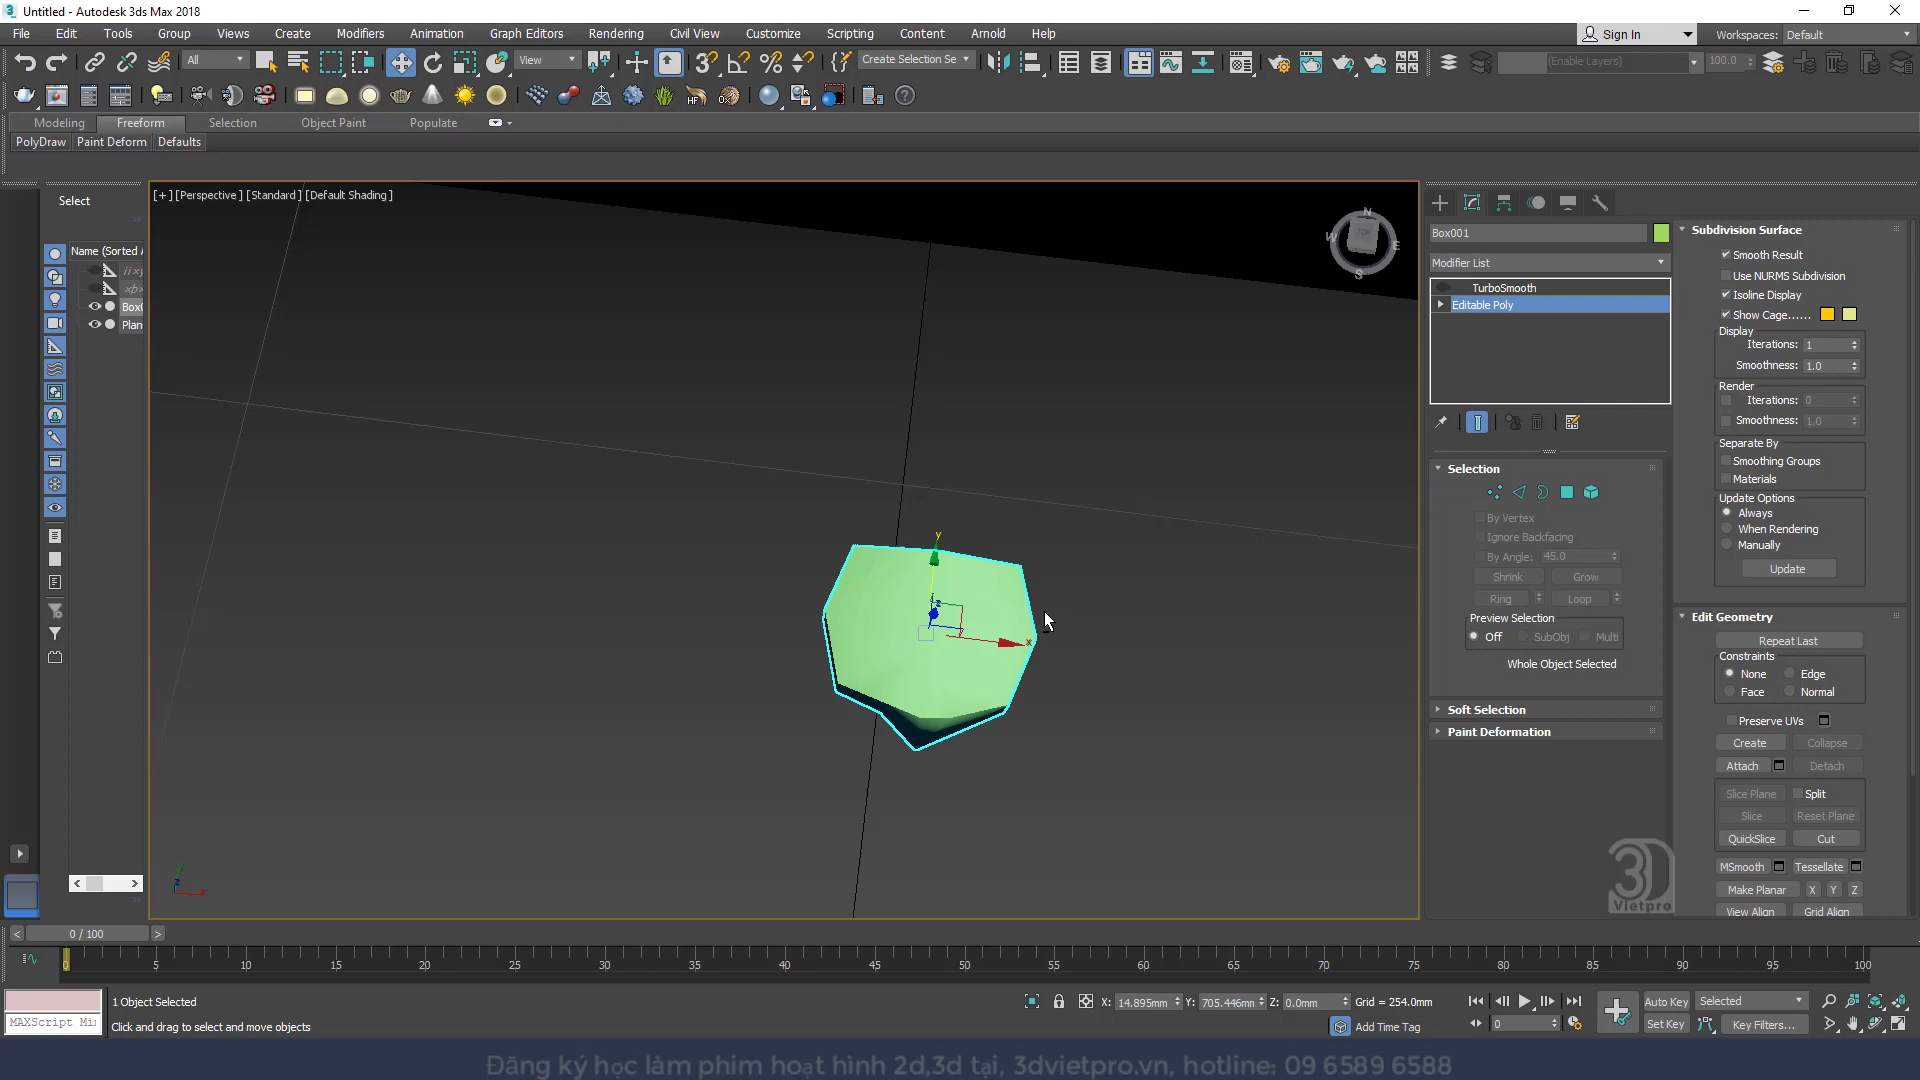 Untitled - Autodesk 3ds Max 2018
File Edit Tools Group Views Create Modifiers Animation Graph Editors Rendering Civil View Customize Scripting Content Arnold Help
Sign In Workspaces: Default
All View Create Selection Se (Enable Layers) 100.0
Modeling Freeform Selection Object Paint Populate
PolyDraw Paint Deform Defaults
Select
Name (Sorted A
Box0
Plan
[+] [Perspective] [Standard] [Default Shading]
N
W TOP E
S
y
x
Box001
Modifier List
TurboSmooth
Editable Poly
Selection
By Vertex
Ignore Backfacing
By Angle: 45.0
Shrink Grow
Ring Loop
Preview Selection
Off SubObj Multi
Whole Object Selected
Soft Selection
Paint Deformation
Subdivision Surface
Smooth Result
Use NURMS Subdivision
Isoline Display
Show Cage......
Display
Iterations: 1
Smoothness: 1.0
Render
Iterations: 0
Smoothness: 1.0
Separate By
Smoothing Groups
Materials
Update Options
Always
When Rendering
Manually
Update
Edit Geometry
Repeat Last
Constraints
None Edge
Face Normal
Preserve UVs
Create Collapse
Attach Detach
Slice Plane Split
Slice Reset Plane
QuickSlice Cut
MSmooth Tessellate
Make Planar X Y Z
View Align Grid Align
3D
Vietpro
0 / 100
0 5 10 15 20 25 30 35 40 45 50 55 60 65 70 75 80 85 90 95 100
1 Object Selected
X: 14.895mm Y: 705.446mm Z: 0.0mm Grid = 254.0mm
Auto Key Selected
MAXScript Mi
Click and drag to select and move objects
Add Time Tag
0
Set Key Key Filters...
Đăng ký học làm phim hoạt hình 2d,3d tại, 3dvietpro.vn, hotline: 09 6589 6588